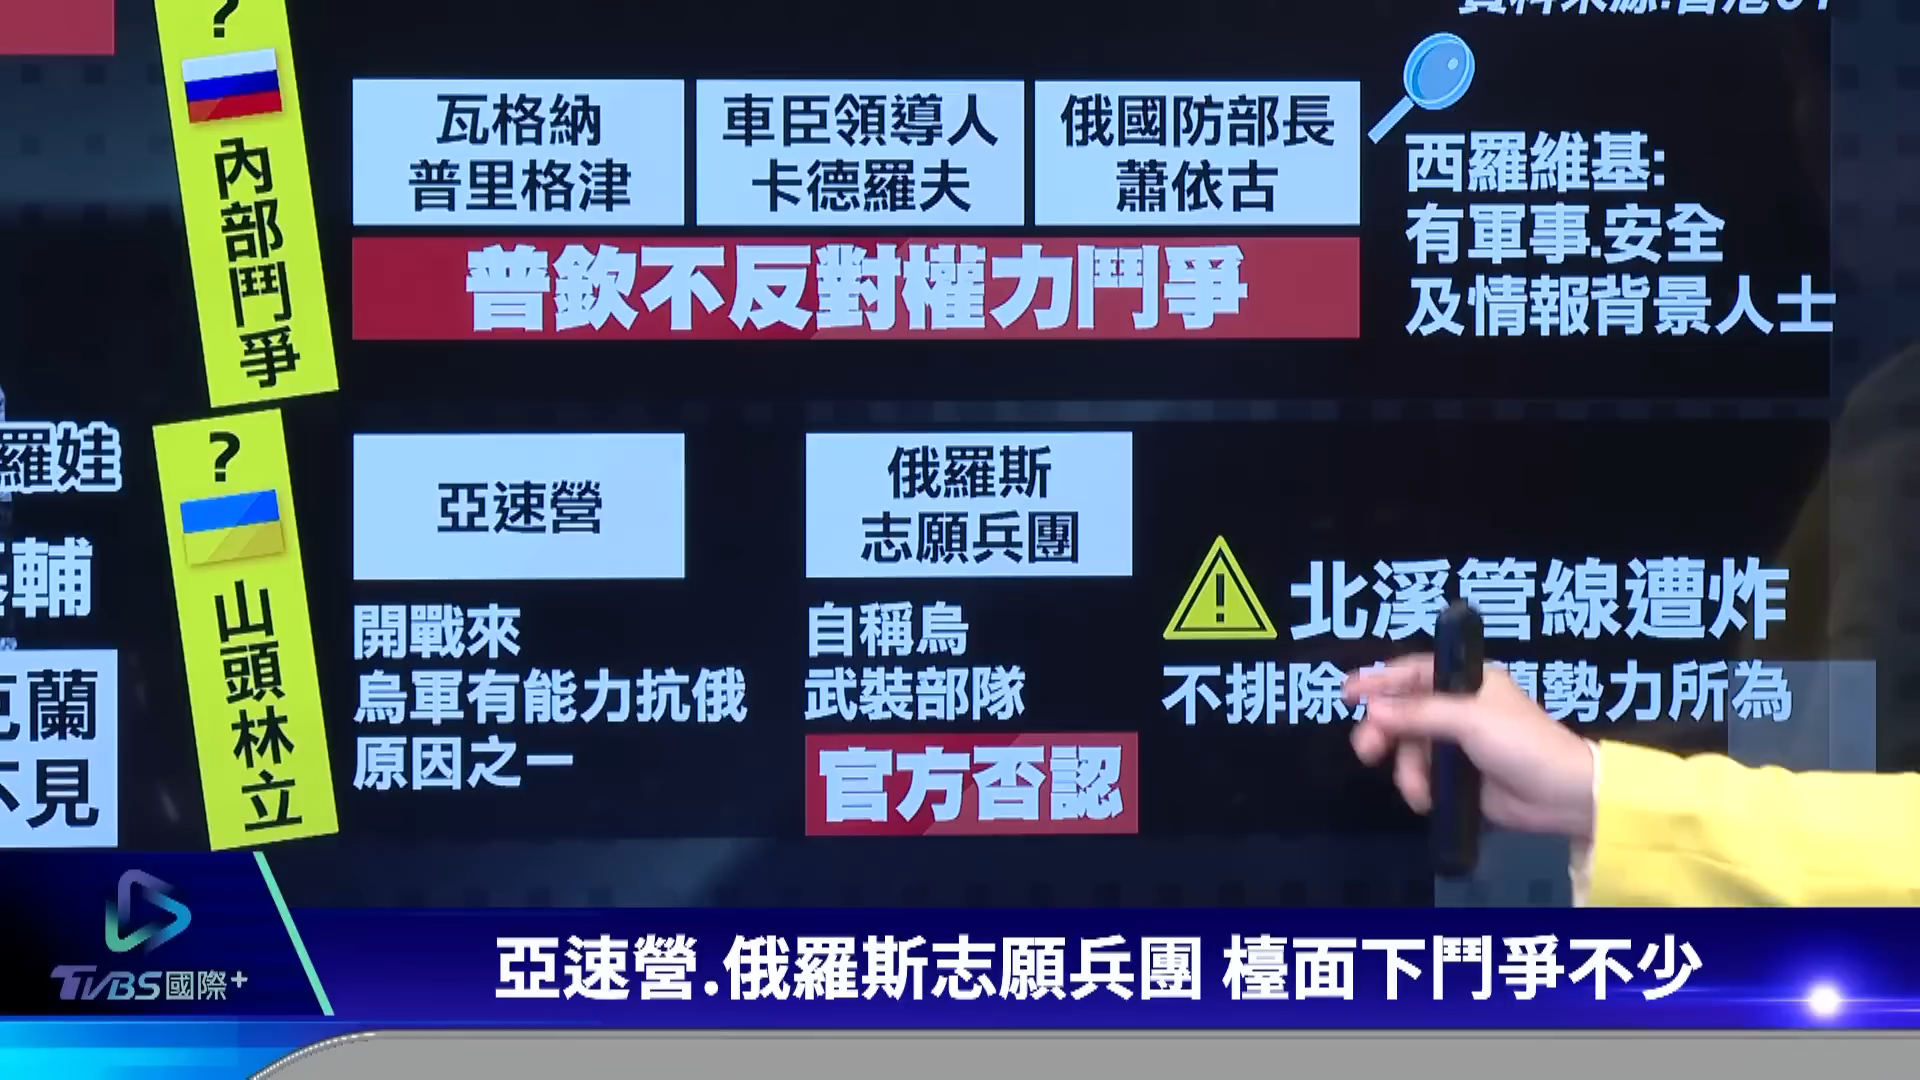 資料來源:香港01
?
內部鬥爭
瓦格納
普里格津
車臣領導人
卡德羅夫
俄國防部長
蕭依古
普欽不反對權力鬥爭
西羅維基:
有軍事.安全
及情報背景人士
羅娃
輔
克蘭
不見
?
山頭林立
亞速營
開戰來
烏軍有能力抗俄
原因之一
俄羅斯
志願兵團
自稱烏
武裝部隊
官方否認
!
北溪管線遭炸
不排除 勢力所為
TVBS國際+
亞速營.俄羅斯志願兵團 檯面下鬥爭不少